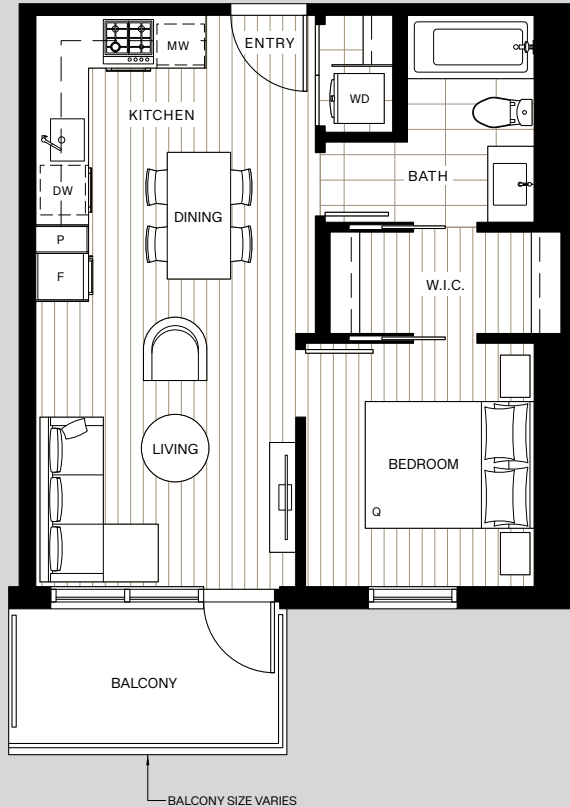 MW
ENTRY
KITCHEN
WD
DW
BATH
DINING
P
F
W.I.C.
LIVING
BEDROOM
Q
BALCONY
BALCONY SIZE VARIES